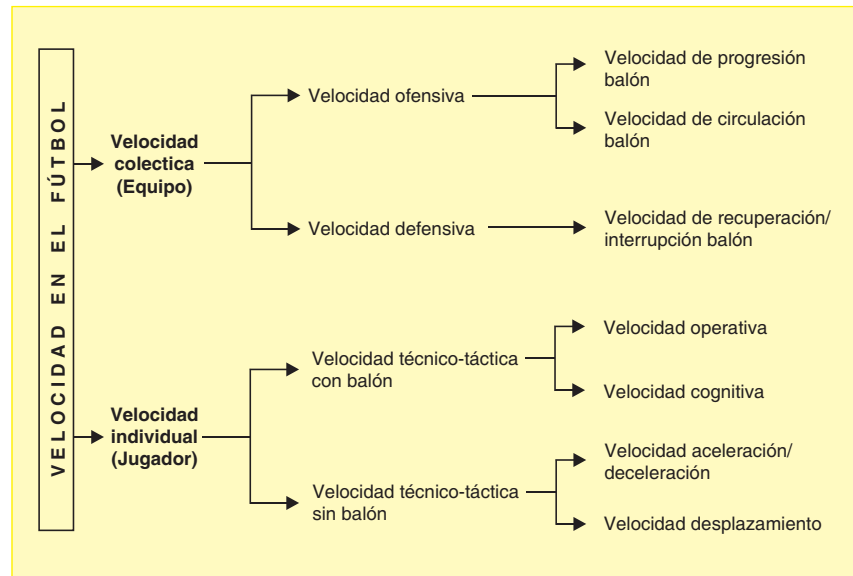 VELOCIDAD EN EL FÚTBOL
Velocidad
colectica
(Equipo)
Velocidad ofensiva
Velocidad de progresión
balón
Velocidad de circulación
balón
Velocidad defensiva
Velocidad de recuperación/
interrupción balón
Velocidad
individual
(Jugador)
Velocidad técnico-táctica
con balón
Velocidad operativa
Velocidad cognitiva
Velocidad técnico-táctica
sin balón
Velocidad aceleración/
deceleración
Velocidad desplazamiento